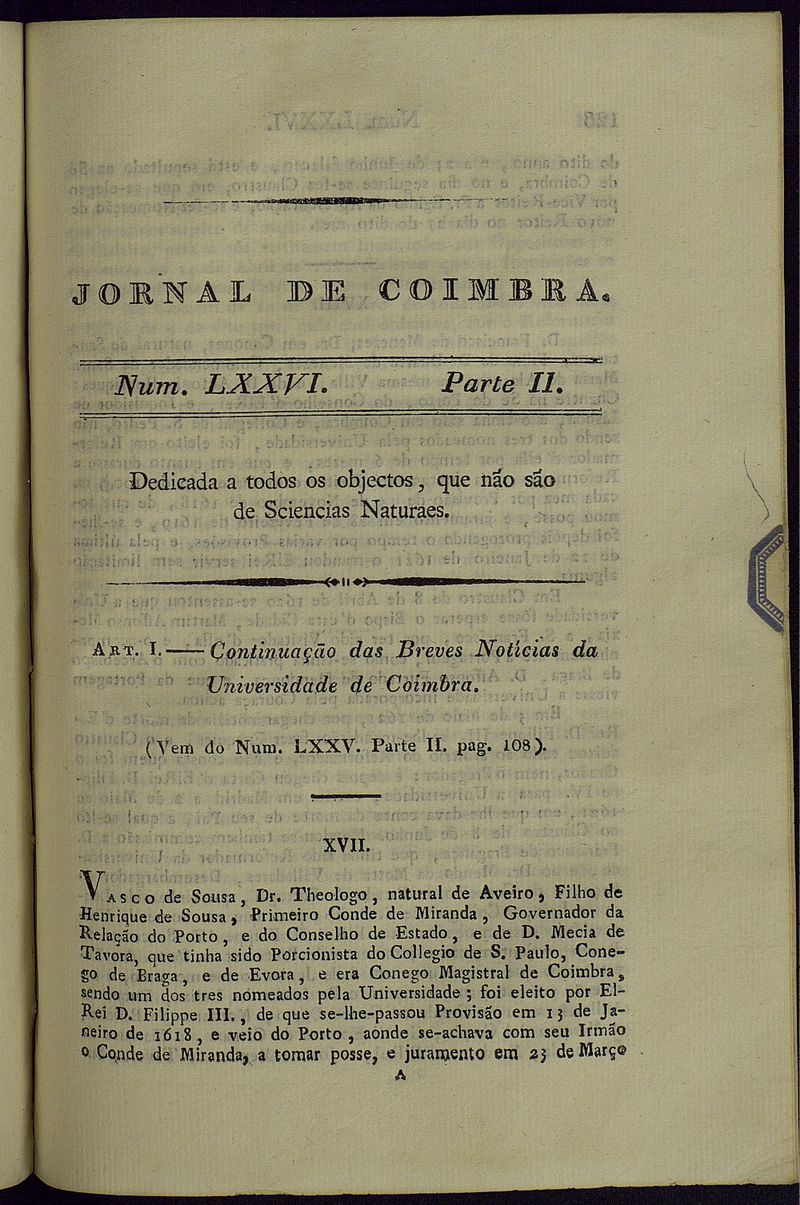 JORNAL DE COIMBRA.
Num. LXXVI. Parte II.
Dedicada a todos os objectos, que não são
de Sciencias Naturaes.
ART. I.—Continuação das Breves Noticias da
Universidade de Coimbra.
(Vem do Num. LXXV. Parte II. pag. 108).
XVII.
VASCO de Sousa, Dr. Theologo, natural de Aveiro, Filho de
Henrique de Sousa, Primeiro Conde de Miranda, Governador da
Relação do Porto, e do Conselho de Estado, e de D. Mecia de
Tavora, que tinha sido Porcionista do Collegio de S. Paulo, Cone-
go de Braga, e de Evora, e era Conego Magistral de Coimbra,
sendo um dos tres nomeados pela Universidade; foi eleito por El-
Rei D. Filippe III., de que se-lhe-passou Provisão em 13 de Ja-
neiro de 1618, e veio do Porto, aonde se-achava com seu Irmão
o Conde de Miranda, a tomar posse, e juramento em 23 de Março
A